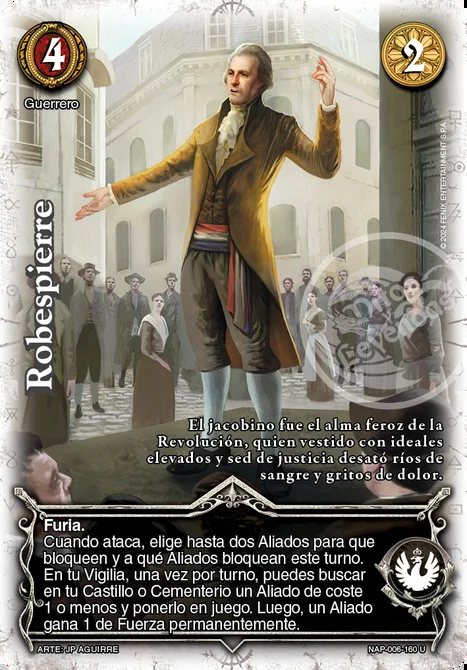 4
2
Guerrero
© 2024 FENIX ENTERTAINMENT S.P.A.
Robespierre
El jacobino fue el alma feroz de la
Revolución, quien vestido con ideales
elevados y sed de justicia desató ríos de
sangre y gritos de dolor.
Furia.
Cuando ataca, elige hasta dos Aliados para que
bloqueen y a qué Aliados bloquean este turno.
En tu Vigilia, una vez por turno, puedes buscar
en tu Castillo o Cementerio un Aliado de coste
1 o menos y ponerlo en juego. Luego, un Aliado
gana 1 de Fuerza permanentemente.
ARTE: JP AGUIRRE
NAP-006-160 U